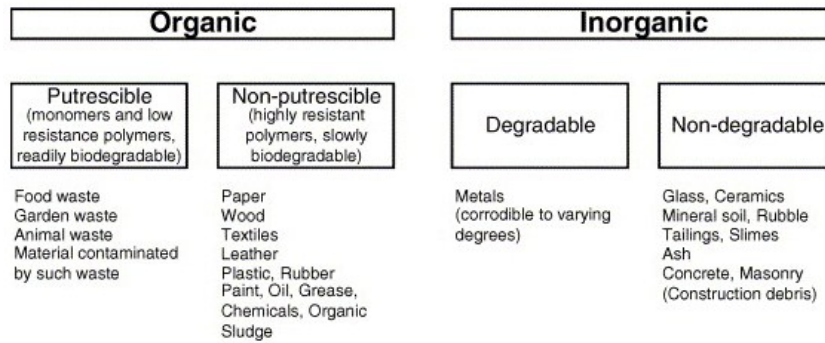 Organic
Inorganic
Putrescible
(monomers and low
resistance polymers,
readily biodegradable)
Non-putrescible
(highly resistant
polymers, slowly
biodegradable)
Degradable
Non-degradable
Food waste
Garden waste
Animal waste
Material contaminated
by such waste
Paper
Wood
Textiles
Leather
Plastic, Rubber
Paint, Oil, Grease,
Chemicals, Organic
Sludge
Metals
(corrodible to varying
degrees)
Glass, Ceramics
Mineral soil, Rubble
Tailings, Slimes
Ash
Concrete, Masonry
(Construction debris)